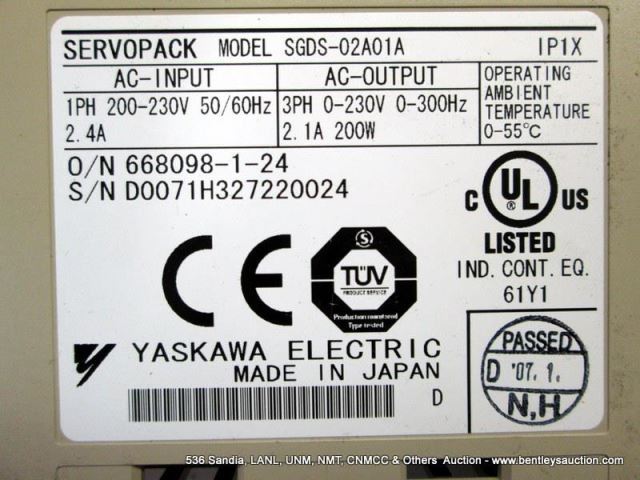 SERVOPACK MODEL SGDS-02A01A IP1X
AC-INPUT
1PH 200-230V 50/60Hz
2.4A
AC-OUTPUT
3PH 0-230V 0-300Hz
2.1A 200W
OPERATING
AMBIENT
TEMPERATURE
0-55℃
O/N 668098-1-24
S/N D0071H327220024
C UL ® US
LISTED
IND. CONT. EQ.
61Y1
CE
S
TÜV
PRODUCT SERVICE
Production monitored
Type tested
YASKAWA ELECTRIC
MADE IN JAPAN
D
PASSED
D '07. 1.
N,H
536 Sandia, LANL, UNM, NMT, CNMCC & Others Auction - www.bentleysauction.com